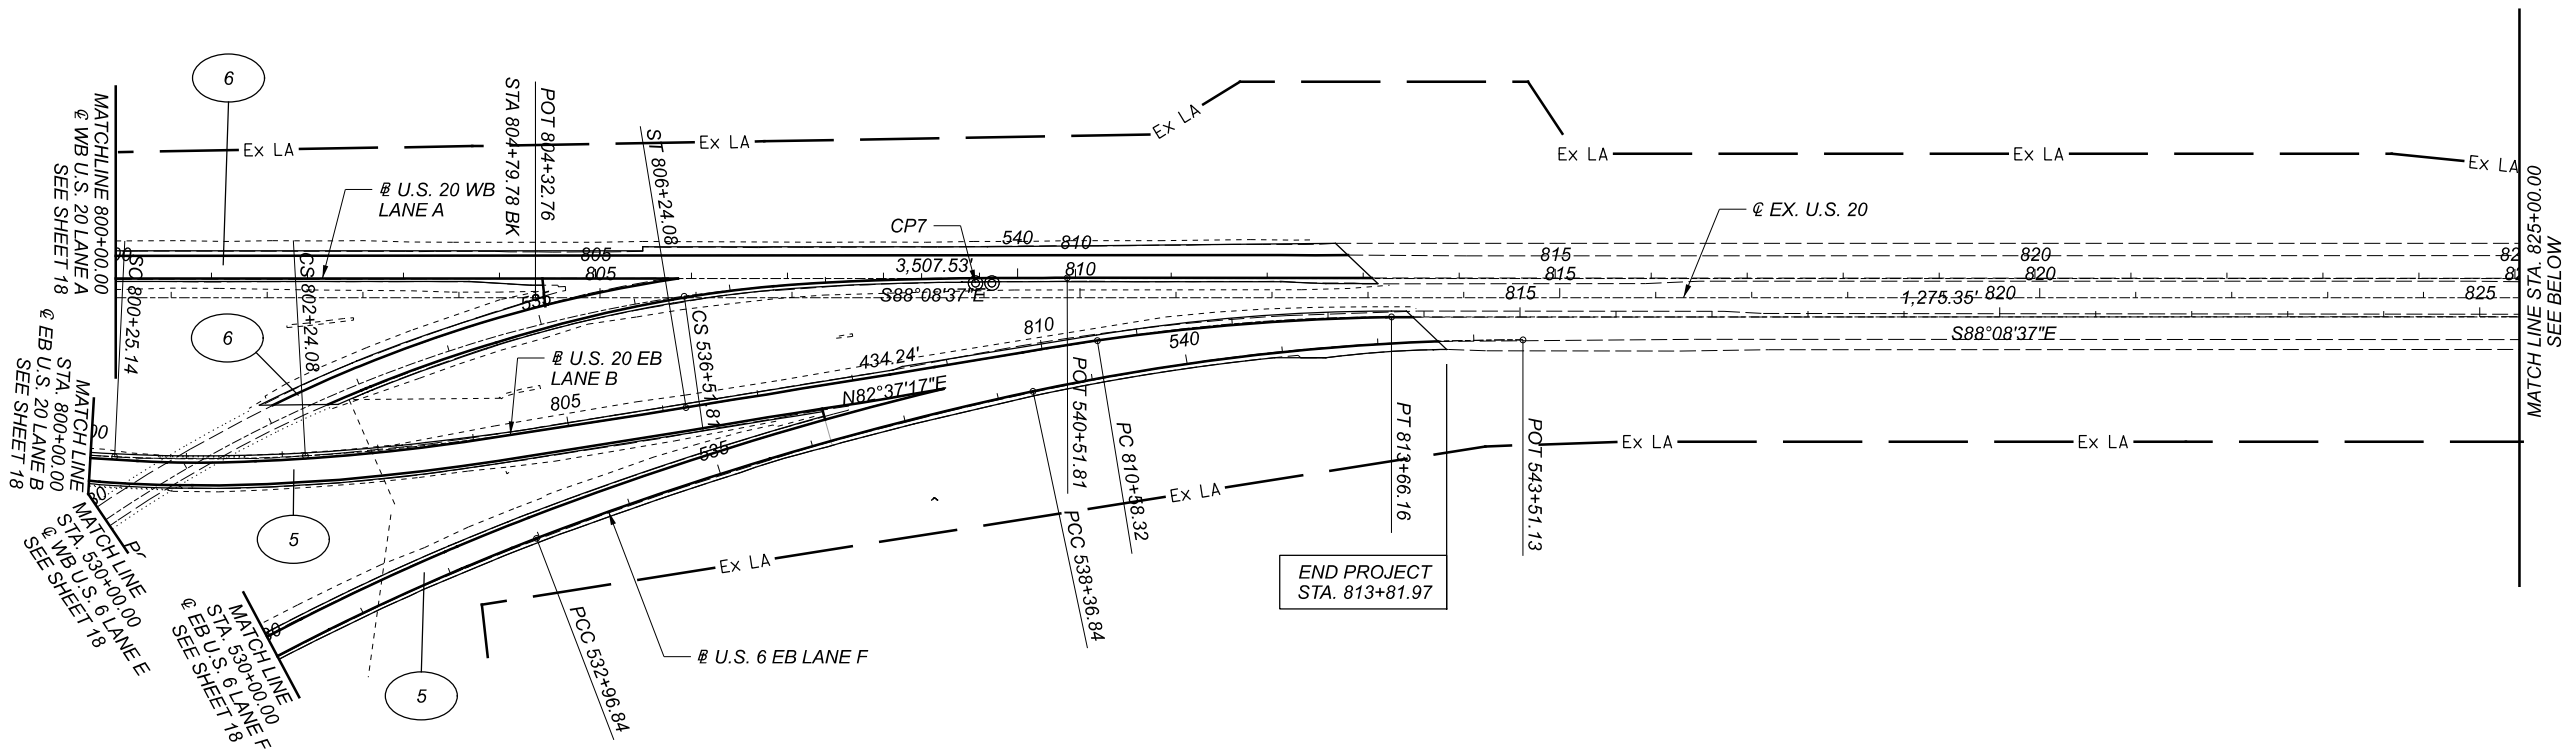 6
MATCHLINE 800+00.00
℄ WB U.S. 20 LANE A
SEE SHEET 18
Ex LA
STA 804+79.78 BK
POT 804+32.76
ST 806+24.08
Ex LA
Ex LA
Ex LA
Ex LA
Ex LA
MATCH LINE STA. 825+00.00
SEE BELOW
U.S. 20 WB
LANE A
CP7
℄ EX. U.S. 20
540
810
805
815
820
805
3,507.53'
810
815
820
S88°08'37"E
815
1,275.35'
820
825
SC 800+25.14
CS 802+24.08
530
6
CS 536+51.81
810
540
S88°08'37"E
U.S. 20 EB
LANE B
434.24'
N82°37'17"E
805
535
POT 540+51.81
PC 810+58.32
PCC 538+36.84
PT 813+66.16
POT 543+51.13
MATCH LINE
STA. 800+00.00
℄ EB U.S. 20 LANE B
SEE SHEET 18
5
Ex LA
Ex LA
Ex LA
Ex LA
MATCH LINE
STA. 530+00.00
℄ WB U.S. 6 LANE E
SEE SHEET 18
END PROJECT
STA. 813+81.97
MATCH LINE
STA. 530+00.00
℄ EB U.S. 6 LANE F
SEE SHEET 18
5
PCC 532+96.84
U.S. 6 EB LANE F